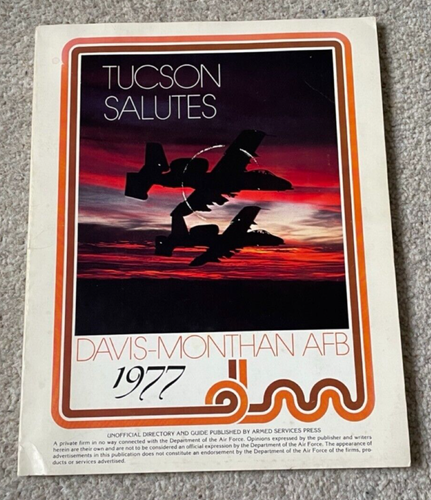 TUCSON
SALUTES
DAVIS-MONTHAN AFB
1977
dm
UNOFFICIAL DIRECTORY AND GUIDE PUBLISHED BY ARMED SERVICES PRESS
A private firm in no way connected with the Department of the Air Force. Opinions expressed by the publisher and writers
herein are their own and are not to be considered an official expression by the Department of the Air Force. The appearance of
advertisements in this publication does not constitute an endorsement by the Department of the Air Force of the firms, pro-
ducts or services advertised.